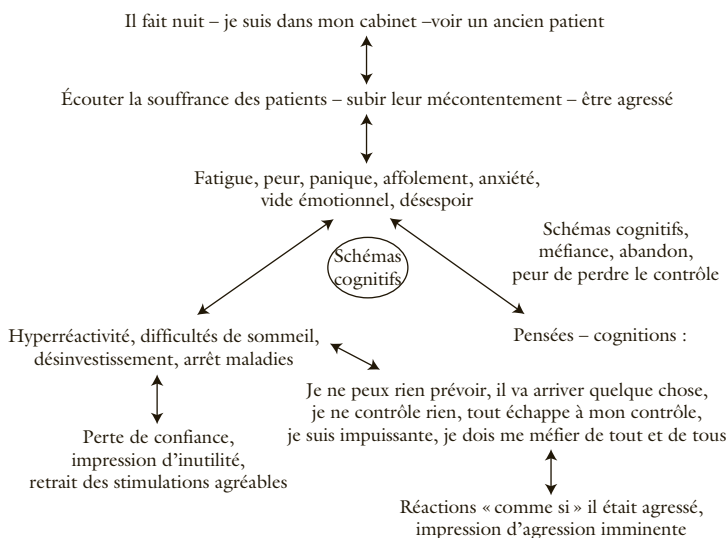 Il fait nuit – je suis dans mon cabinet –voir un ancien patient
Écouter la souffrance des patients – subir leur mécontentement – être agressé
Fatigue, peur, panique, affolement, anxiété,
vide émotionnel, désespoir
Schémas
cognitifs
Schémas cognitifs,
méfiance, abandon,
peur de perdre le contrôle
Hyperréactivité, difficultés de sommeil,
désinvestissement, arrêt maladies
Pensées – cognitions :
Je ne peux rien prévoir, il va arriver quelque chose,
je ne contrôle rien, tout échappe à mon contrôle,
je suis impuissante, je dois me méfier de tout et de tous
Perte de confiance,
impression d’inutilité,
retrait des stimulations agréables
Réactions « comme si » il était agressé,
impression d’agression imminente